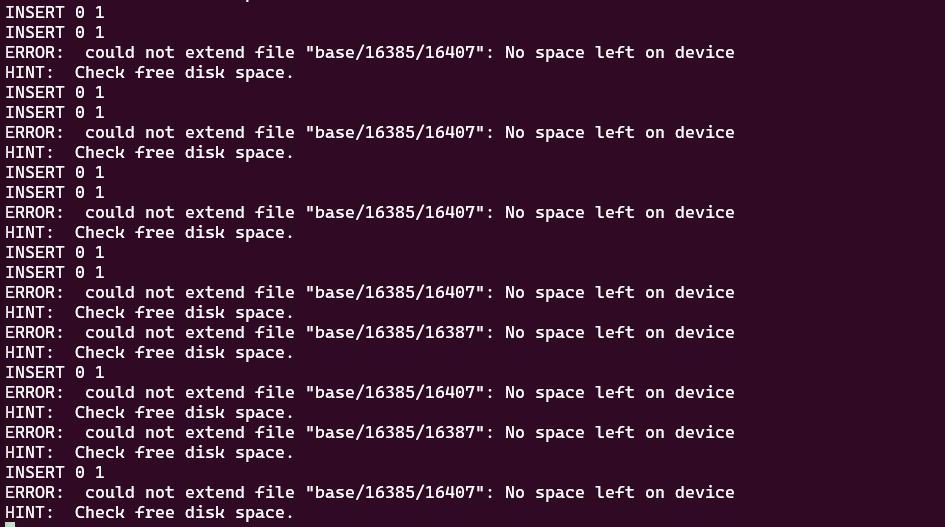 INSERT 0 1
INSERT 0 1
ERROR:  could not extend file "base/16385/16407": No space left on device
HINT:  Check free disk space.
INSERT 0 1
INSERT 0 1
ERROR:  could not extend file "base/16385/16407": No space left on device
HINT:  Check free disk space.
INSERT 0 1
INSERT 0 1
ERROR:  could not extend file "base/16385/16407": No space left on device
HINT:  Check free disk space.
INSERT 0 1
INSERT 0 1
ERROR:  could not extend file "base/16385/16407": No space left on device
HINT:  Check free disk space.
ERROR:  could not extend file "base/16385/16387": No space left on device
HINT:  Check free disk space.
INSERT 0 1
ERROR:  could not extend file "base/16385/16407": No space left on device
HINT:  Check free disk space.
ERROR:  could not extend file "base/16385/16387": No space left on device
HINT:  Check free disk space.
INSERT 0 1
ERROR:  could not extend file "base/16385/16407": No space left on device
HINT:  Check free disk space.